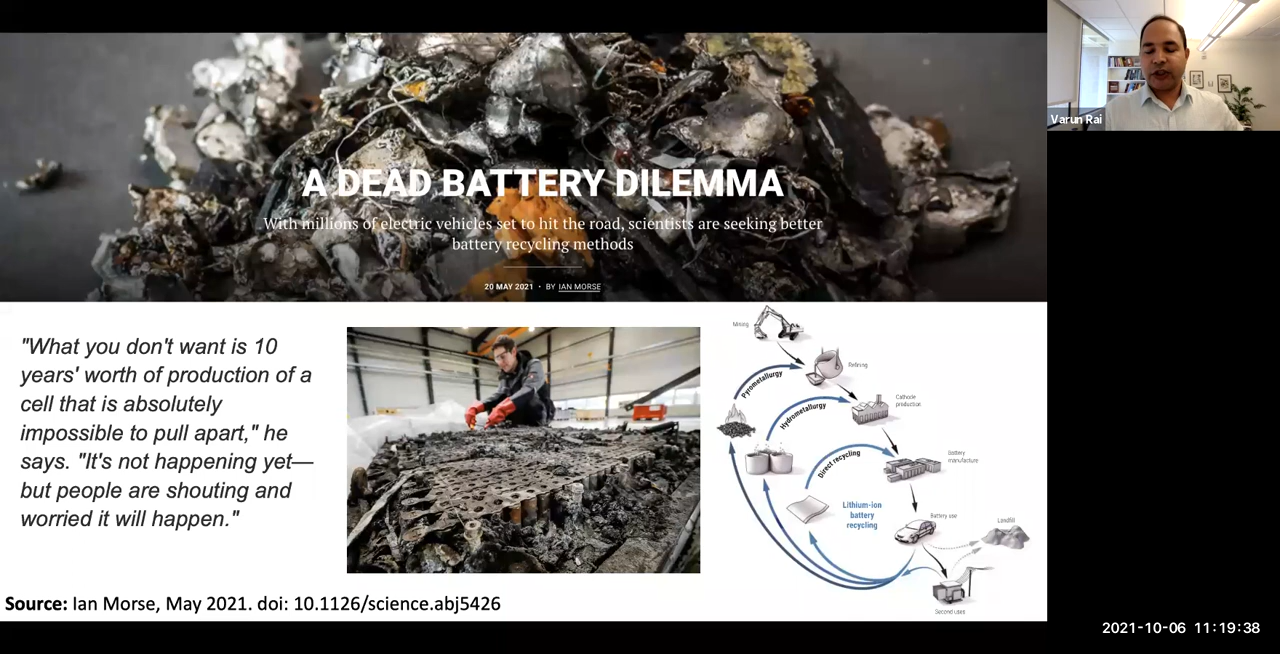 A DEAD BATTERY DILEMMA
With millions of electric vehicles set to hit the road, scientists are seeking better
battery recycling methods
20 MAY 2021 • BY IAN MORSE
Varun Rai
"What you don't want is 10
years' worth of production of a
cell that is absolutely
impossible to pull apart," he
says. "It's not happening yet—
but people are shouting and
worried it will happen."
Mining
Refining
Pyrometallurgy
Cathode
production
Hydrometallurgy
Battery
manufacture
Direct recycling
Lithium-ion
battery
recycling
Battery use
Landfill
Second uses
Source: Ian Morse, May 2021. doi: 10.1126/science.abj5426
2021-10-06 11:19:38